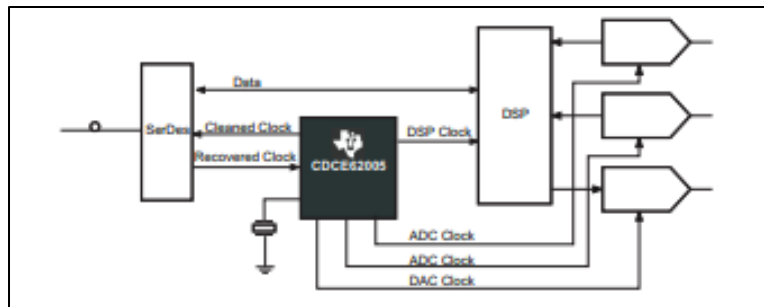 Data
SerDes
DSP
Cleaned Clock
DSP Clock
Recovered Clock
CDCE62005
ADC Clock
ADC Clock
DAC Clock